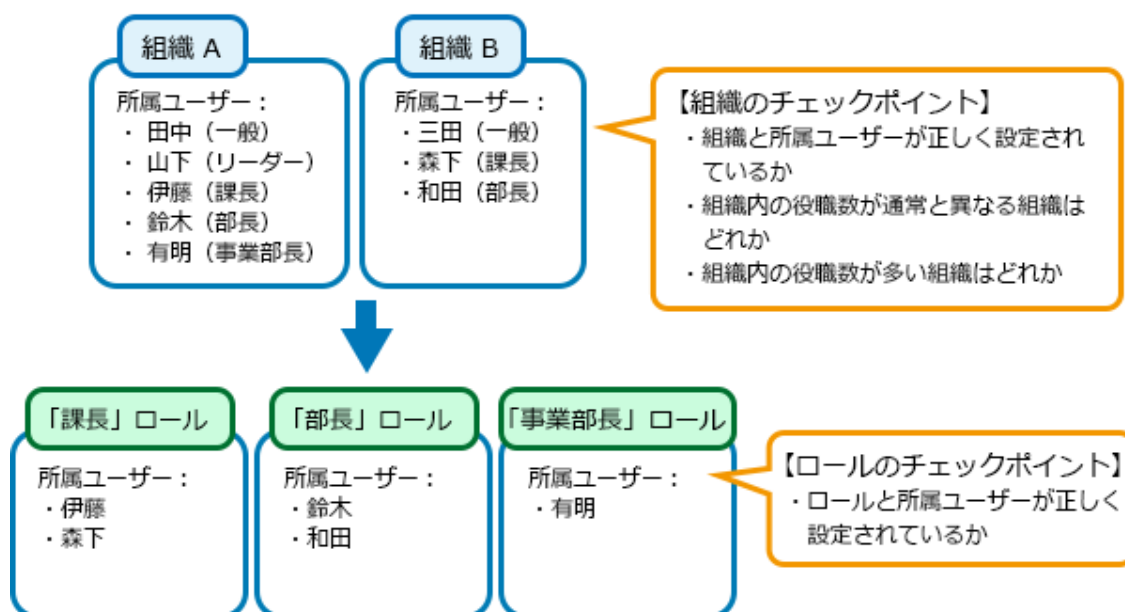 組織 A
所属ユーザー：
・ 田中（一般）
・ 山下（リーダー）
・ 伊藤（課長）
・ 鈴木（部長）
・ 有明（事業部長）
組織 B
所属ユーザー：
・ 三田（一般）
・ 森下（課長）
・ 和田（部長）
【組織のチェックポイント】
・組織と所属ユーザーが正しく設定され
ているか
・組織内の役職数が通常と異なる組織は
どれか
・組織内の役職数が多い組織はどれか
「課長」ロール
所属ユーザー：
・伊藤
・森下
「部長」ロール
所属ユーザー：
・鈴木
・和田
「事業部長」ロール
所属ユーザー：
・有明
【ロールのチェックポイント】
・ロールと所属ユーザーが正しく
設定されているか